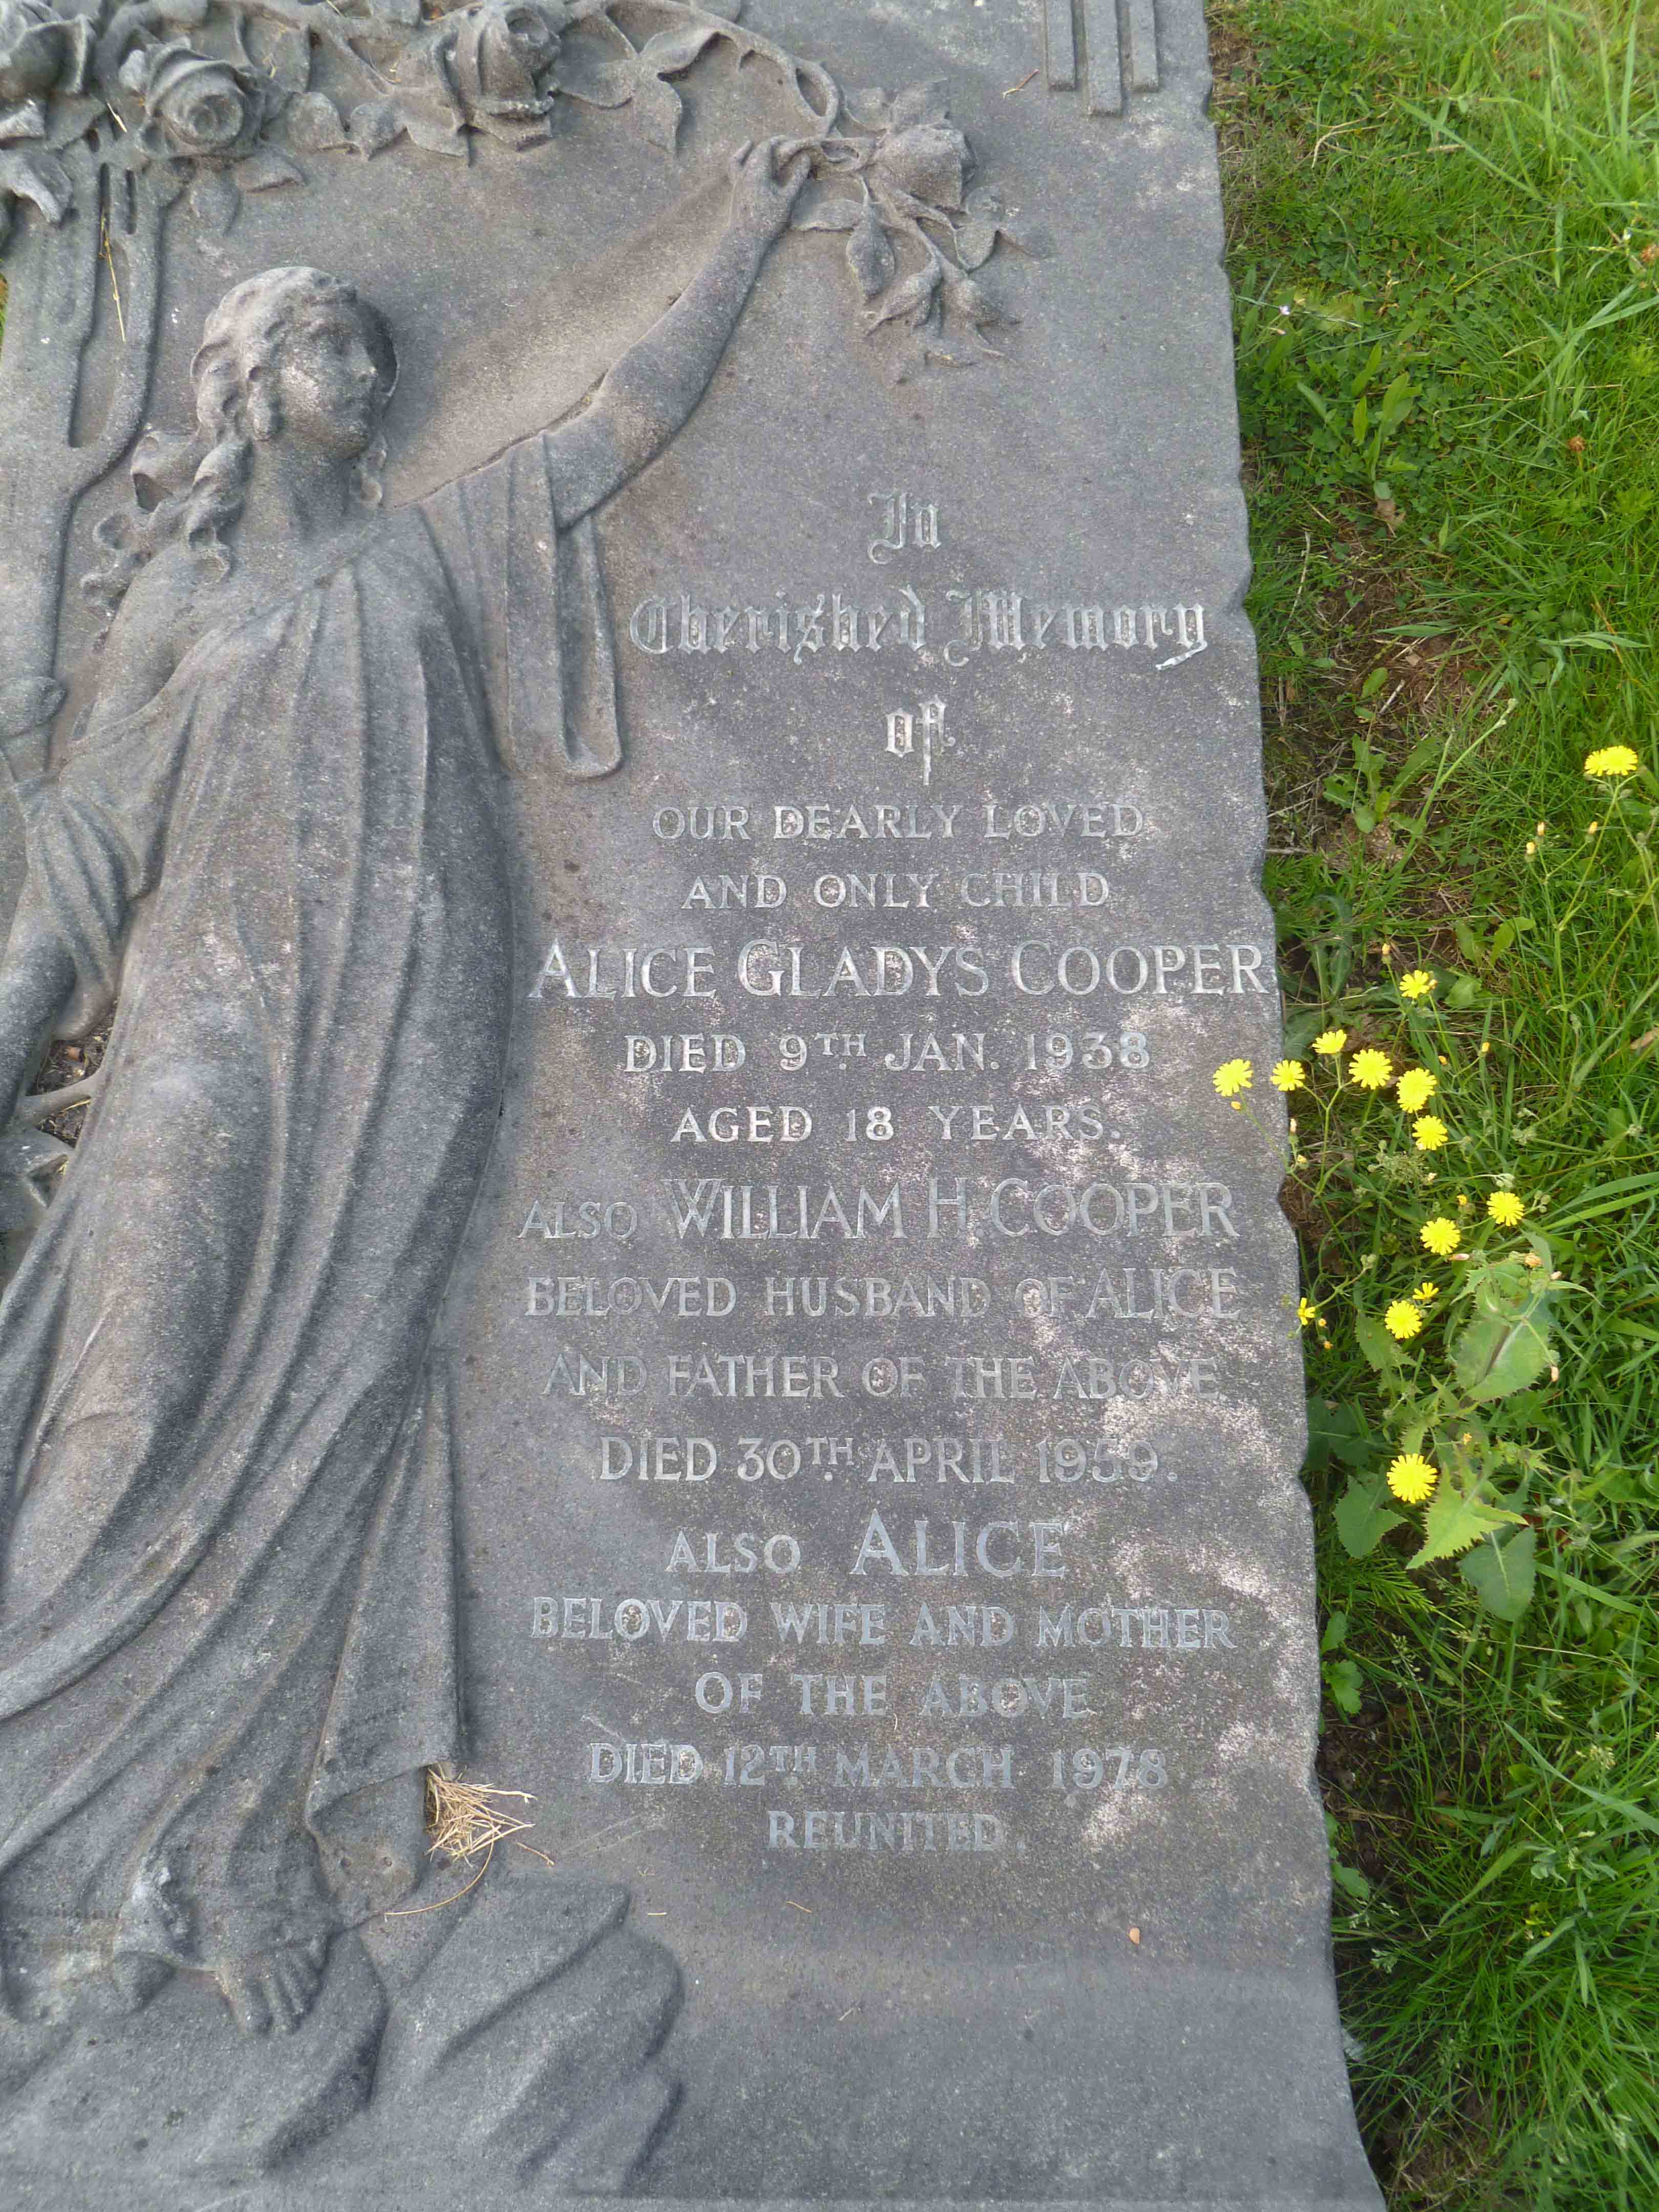 In
Cherished Memory
of
OUR DEARLY LOVED
AND ONLY CHILD
ALICE GLADYS COOPER
DIED 9TH JAN. 1938
AGED 18 YEARS.
ALSO WILLIAM H. COOPER
BELOVED HUSBAND OF ALICE
AND FATHER OF THE ABOVE
DIED 30TH APRIL 1959.
ALSO ALICE
BELOVED WIFE AND MOTHER
OF THE ABOVE
DIED 12TH MARCH 1978
REUNITED.